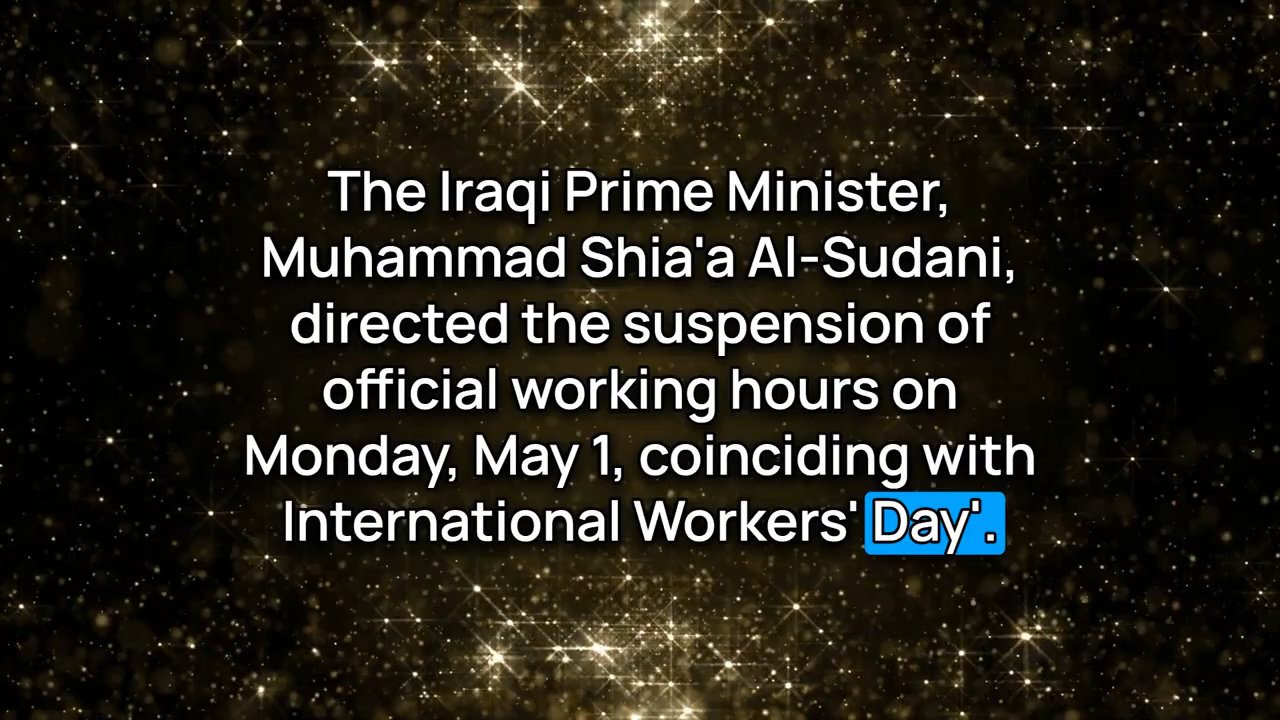 The Iraqi Prime Minister,
Muhammad Shia'a Al-Sudani,
directed the suspension of
official working hours on
Monday, May 1, coinciding with
International Workers' Day'.